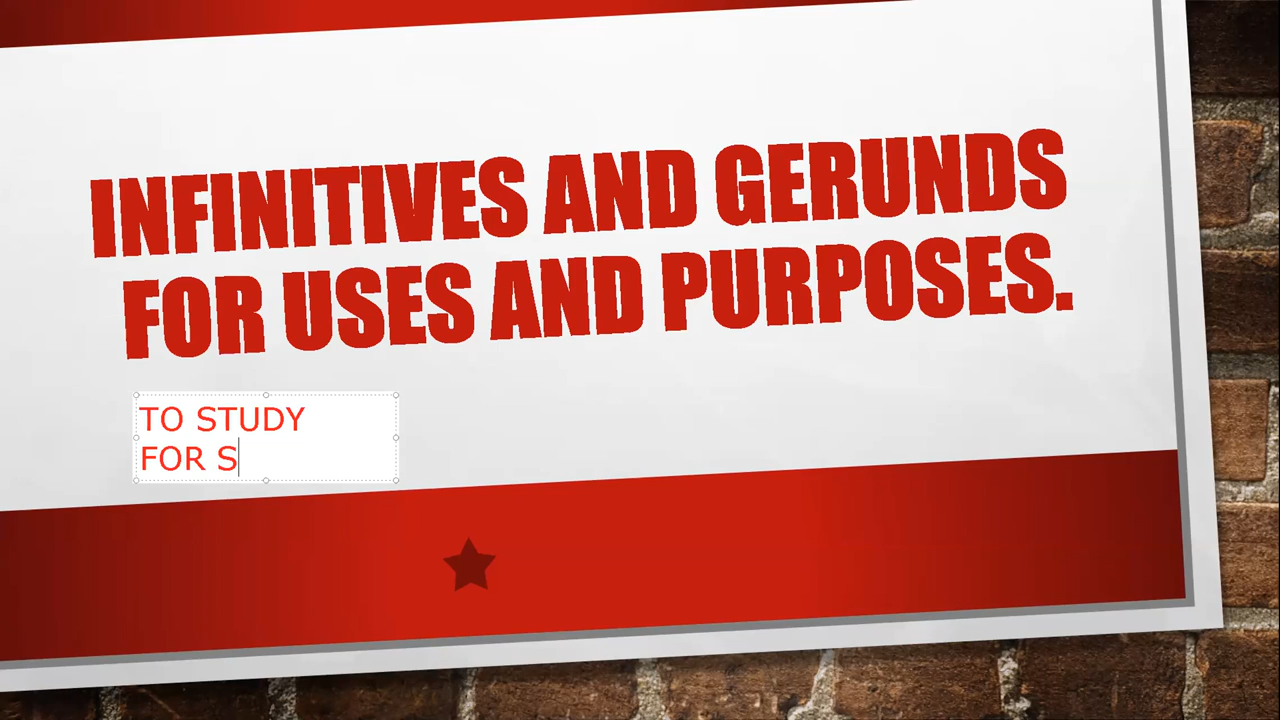 INFINITIVES AND GERUNDS
FOR USES AND PURPOSES.
TO STUDY
FOR S